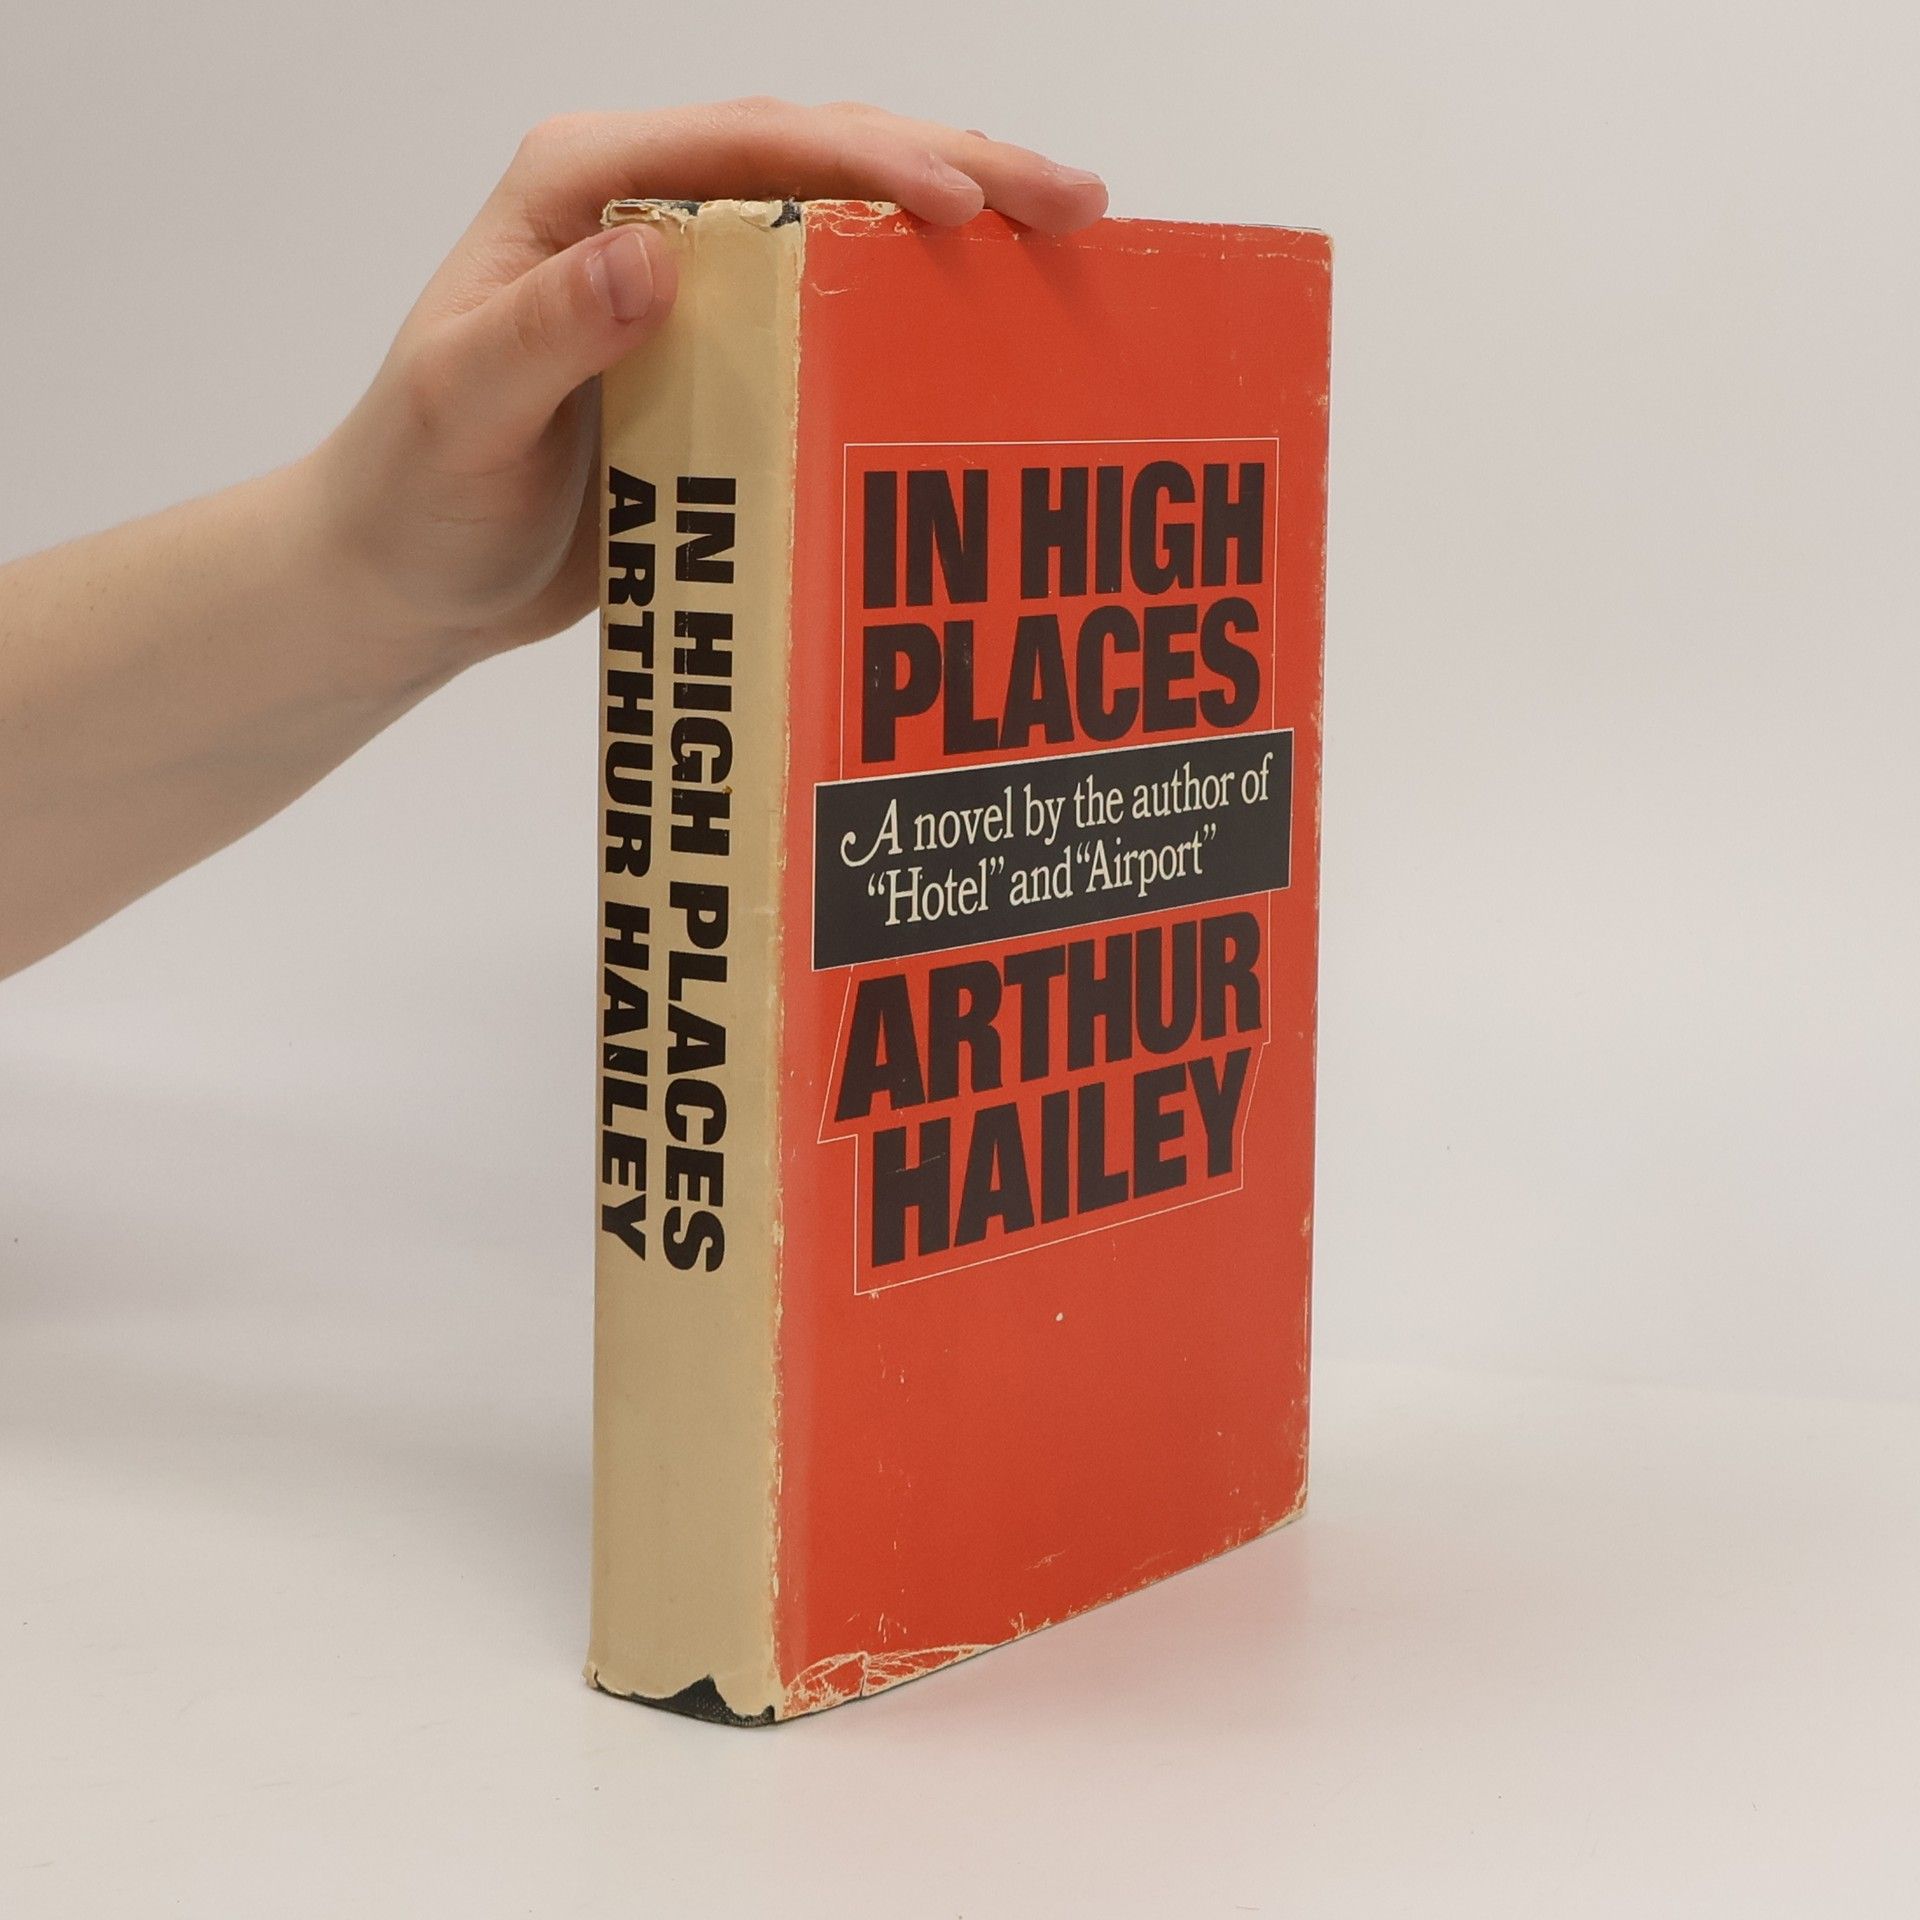 IN HIGH PLACES
ARTHUR HAILEY
IN HIGH
PLACES
A novel by the author of
“Hotel” and “Airport”
ARTHUR
HAILEY